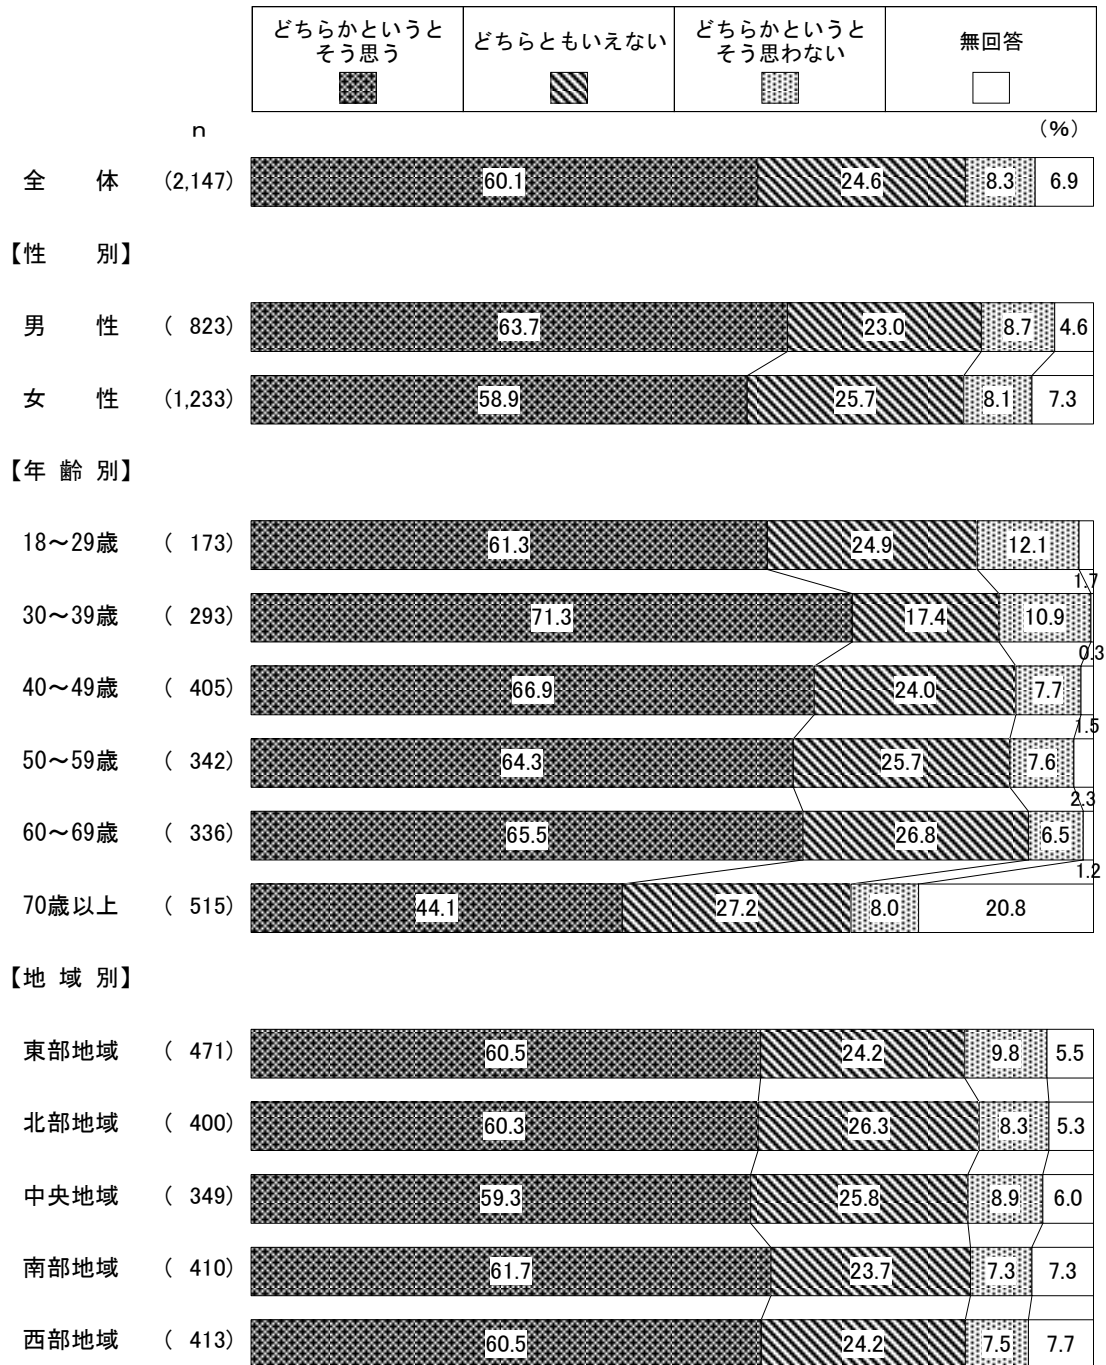 どちらかというと
そう思う
どちらともいえない
どちらかというと
そう思わない
無回答
n (%)
全 体 (2,147) 60.1 24.6 8.3 6.9
【性 別】
男 性 ( 823) 63.7 23.0 8.7 4.6
女 性 (1,233) 58.9 25.7 8.1 7.3
【年 齢 別】
18～29歳 ( 173) 61.3 24.9 12.1 1.7
30～39歳 ( 293) 71.3 17.4 10.9 0.3
40～49歳 ( 405) 66.9 24.0 7.7 1.5
50～59歳 ( 342) 64.3 25.7 7.6 2.3
60～69歳 ( 336) 65.5 26.8 6.5 1.2
70歳以上 ( 515) 44.1 27.2 8.0 20.8
【地 域 別】
東部地域 ( 471) 60.5 24.2 9.8 5.5
北部地域 ( 400) 60.3 26.3 8.3 5.3
中央地域 ( 349) 59.3 25.8 8.9 6.0
南部地域 ( 410) 61.7 23.7 7.3 7.3
西部地域 ( 413) 60.5 24.2 7.5 7.7